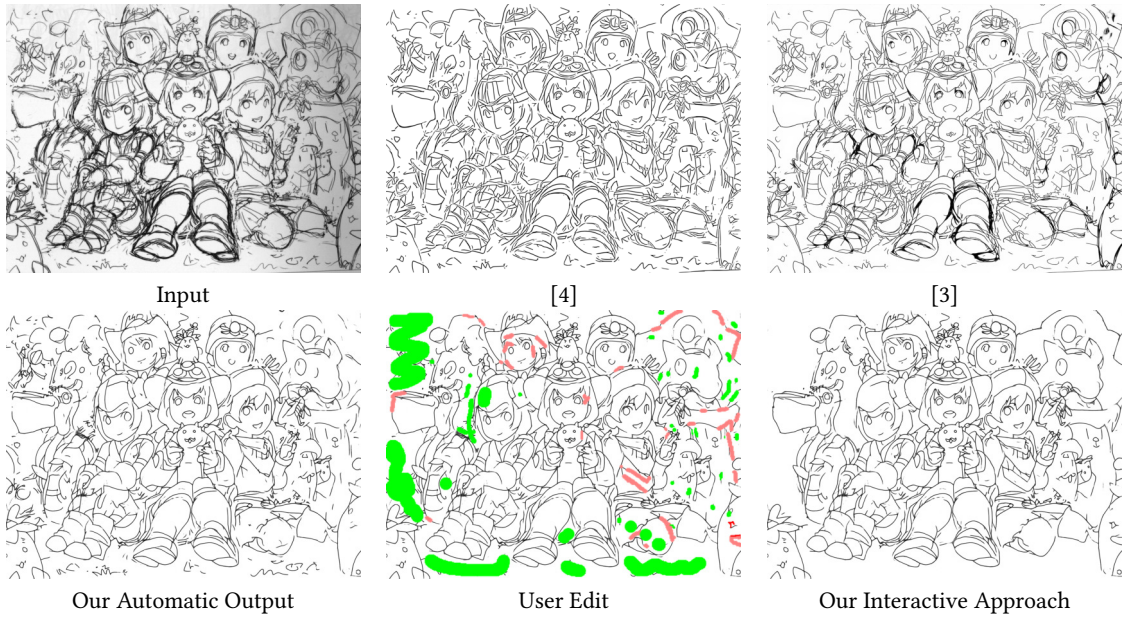 Input
[4]
[3]
Our Automatic Output
User Edit
Our Interactive Approach